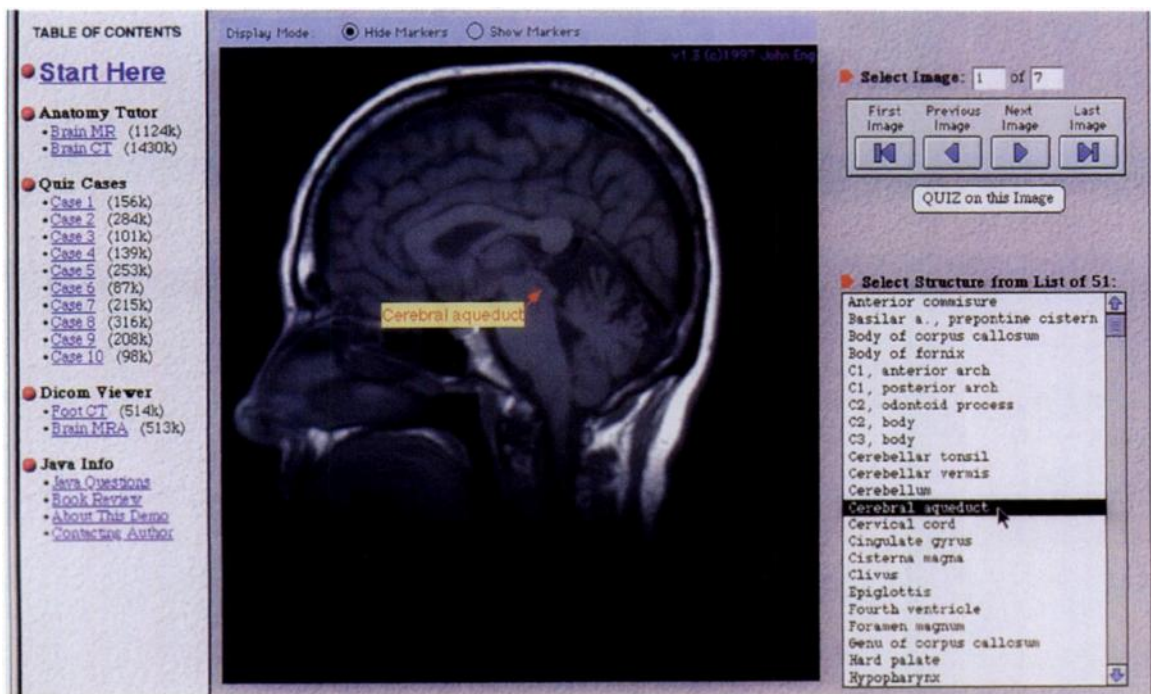 TABLE OF CONTENTS
Start Here
Anatomy Tutor
• Brain MR (1124k)
• Brain CT (1430k)
Quiz Cases
• Case 1 (156k)
• Case 2 (284k)
• Case 3 (101k)
• Case 4 (139k)
• Case 5 (253k)
• Case 6 (87k)
• Case 7 (215k)
• Case 8 (316k)
• Case 9 (208k)
• Case 10 (98k)
Dicom Viewer
• Foot CT (514k)
• Brain MRA (513k)
Java Info
• Java Questions
• Book Review
• About This Demo
• Contacting Author
Display Mode: Hide Markers Show Markers
v1.3 (c)1997 John Eng
Cerebral aqueduct
Select Image: 1 of 7
First Image Previous Image Next Image Last Image
QUIZ on this Image
Select Structure from List of 51:
Anterior commisure
Basilar a., prepontine cistern
Body of corpus callosum
Body of fornix
C1, anterior arch
C1, posterior arch
C2, odontoid process
C2, body
C3, body
Cerebellar tonsil
Cerebellar vermis
Cerebellum
Cerebral aqueduct
Cervical cord
Cingulate gyrus
Cisterna magna
Clivus
Epiglottis
Fourth ventricle
Foramen magnum
Genu of corpus callosum
Hard palate
Hypopharynx